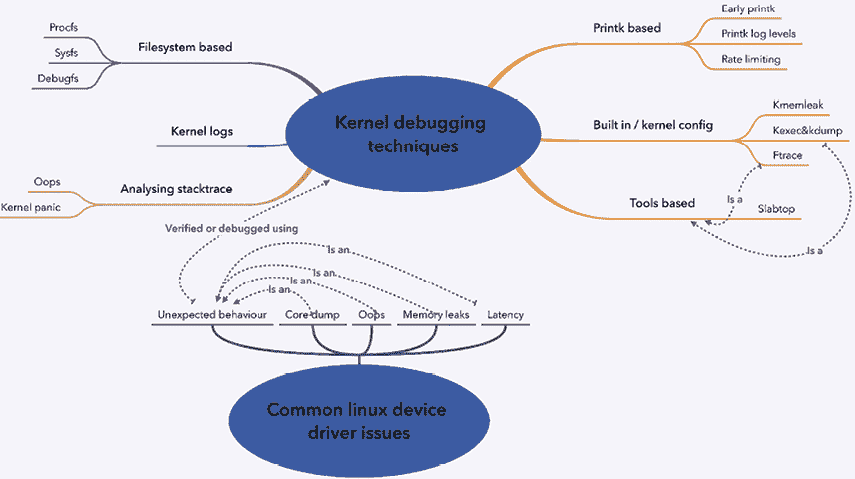 Procfs
Sysfs
Debugfs
Filesystem based
Kernel logs
Oops
Kernel panic
Analysing stacktrace
Kernel debugging
techniques
Printk based
Early printk
Printk log levels
Rate limiting
Built in / kernel config
Kmemleak
Kexec&kdump
Ftrace
Tools based
Slabtop
Is a
Is a
Verified or debugged using
Is an
Is an
Is an
Is an
Unexpected behaviour
Core dump
Oops
Memory leaks
Latency
Common linux device
driver issues